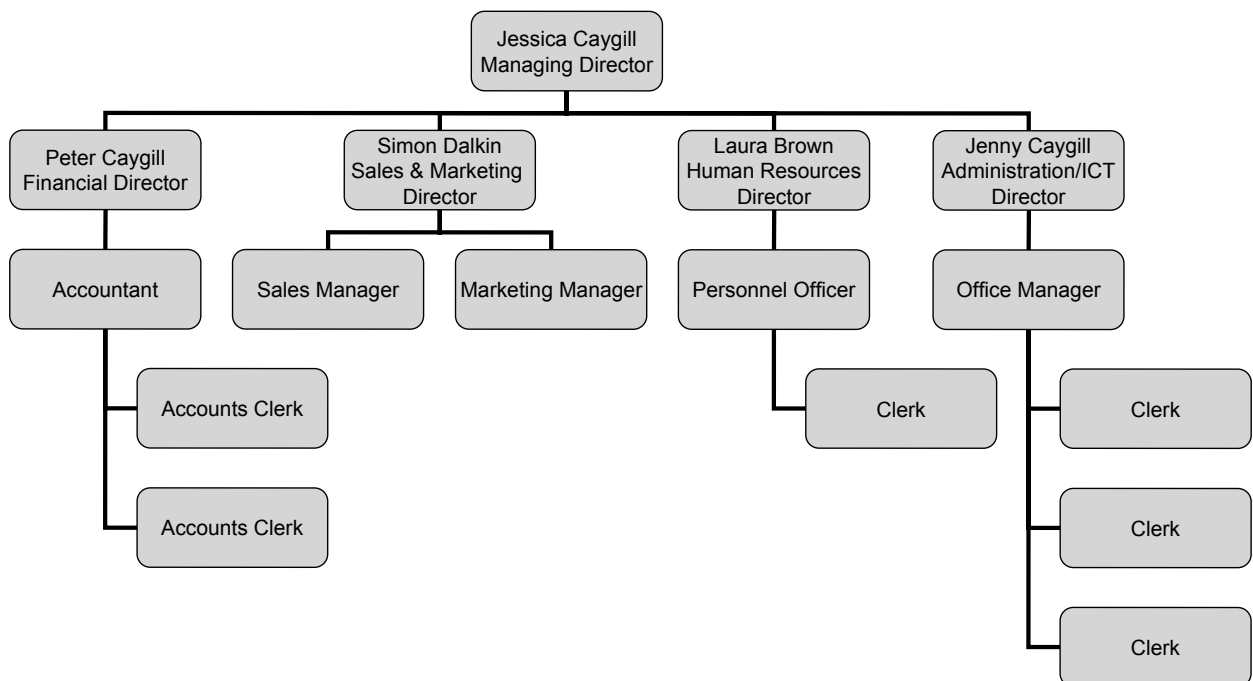 Jessica Caygill
Managing Director
Peter Caygill
Financial Director
Simon Dalkin
Sales & Marketing
Director
Laura Brown
Human Resources
Director
Jenny Caygill
Administration/ICT
Director
Accountant
Sales Manager
Marketing Manager
Personnel Officer
Office Manager
Accounts Clerk
Clerk
Clerk
Accounts Clerk
Clerk
Clerk